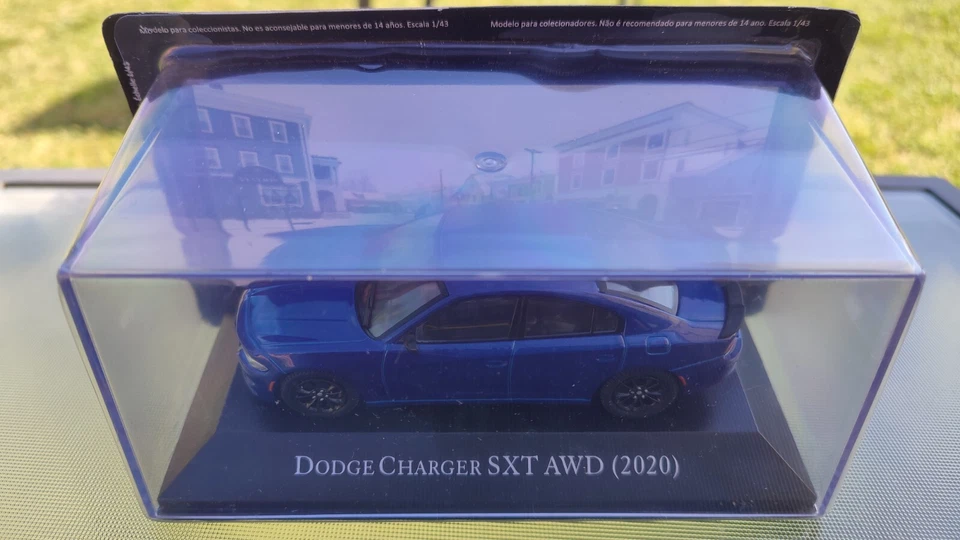 Modelo para coleccionistas. No es aconsejable para menores de 14 años. Escala 1/43
Modelo para colecionadores. Não é recomendado para menores de 14 ano. Escala 1/43
DODGE CHARGER SXT AWD (2020)